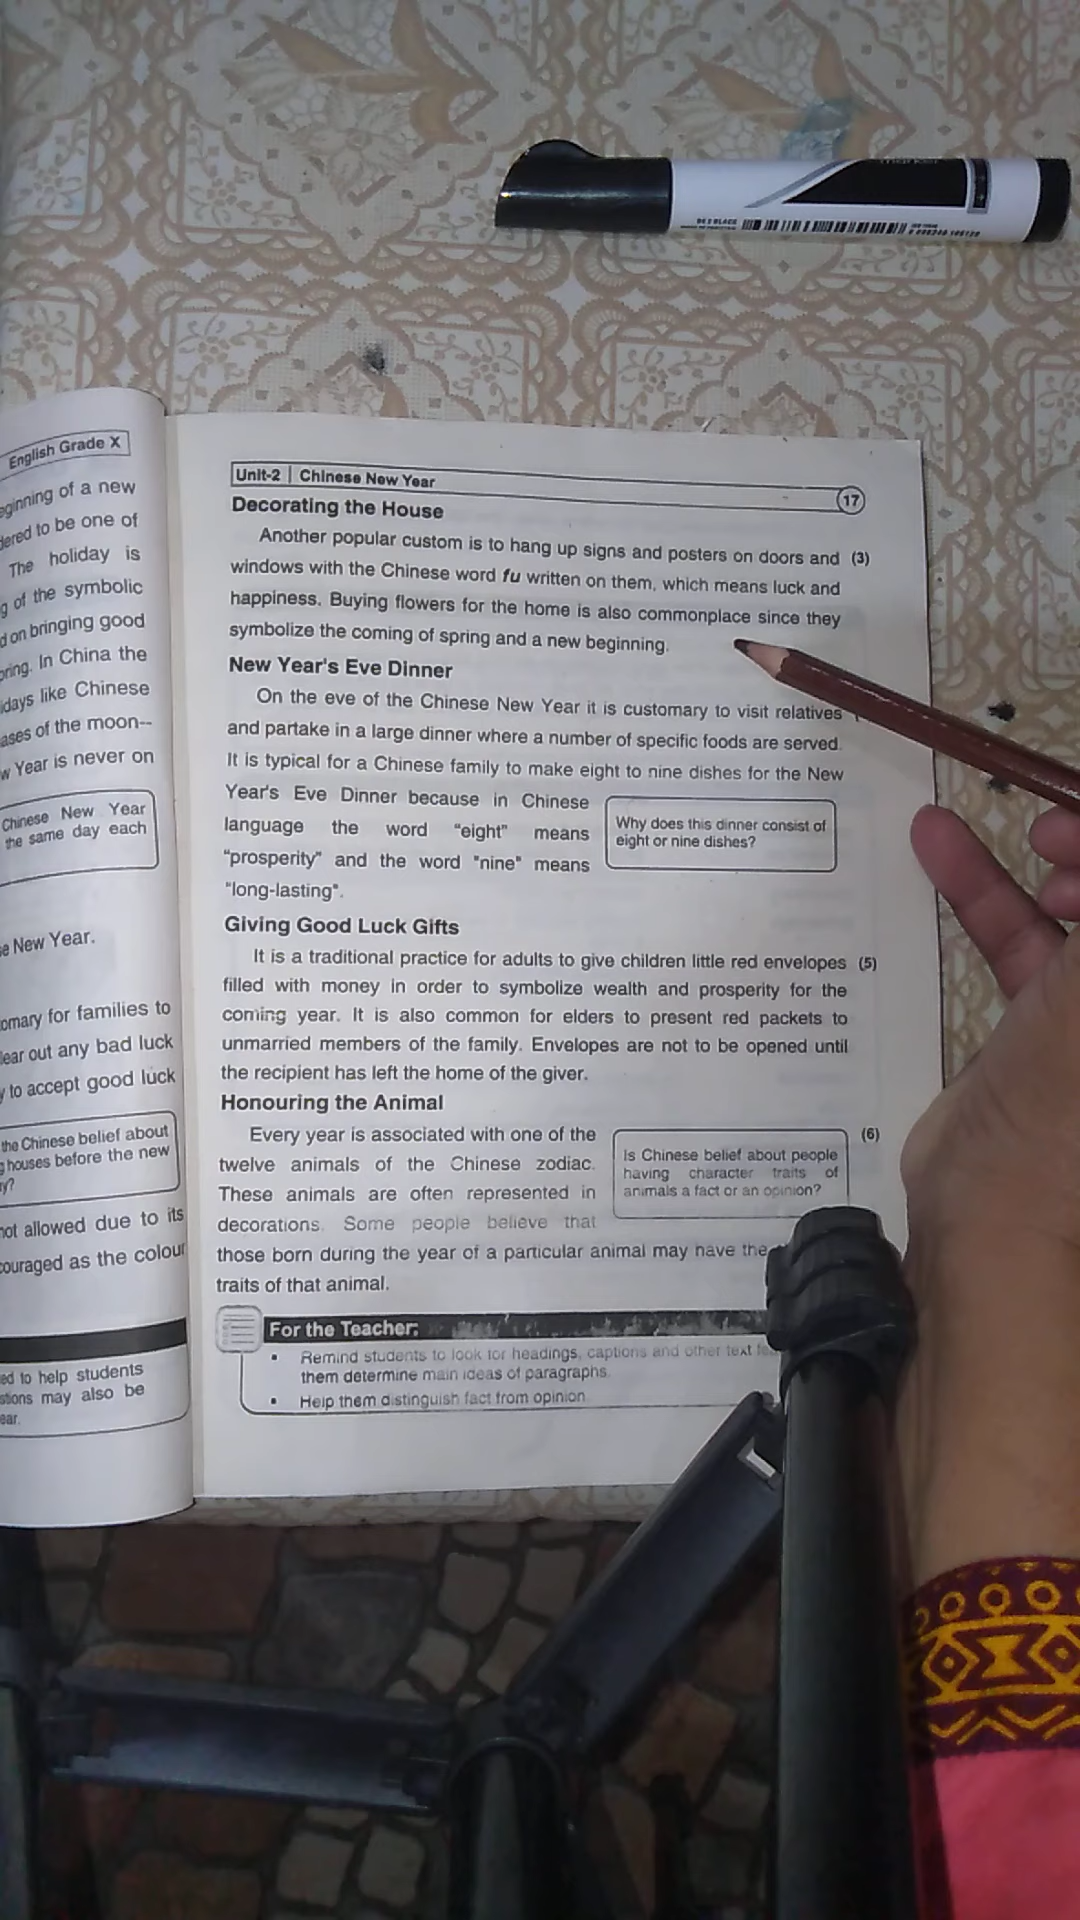 marker
English Grade X
eginning of a new
dered to be one of
The holiday is
g of the symbolic
d on bringing good
pring. In China the
idays like Chinese
ases of the moon--
w Year is never on
Chinese New Year
the same day each
e New Year.
omary for families to
lear out any bad luck
y to accept good luck
the Chinese belief about
g houses before the new
y?
not allowed due to its
couraged as the colour
ed to help students
stions may also be
ear.
Unit-2 | Chinese New Year
17
Decorating the House
Another popular custom is to hang up signs and posters on doors and (3)
windows with the Chinese word fu written on them, which means luck and
happiness. Buying flowers for the home is also commonplace since they
symbolize the coming of spring and a new beginning.
New Year's Eve Dinner
On the eve of the Chinese New Year it is customary to visit relatives
and partake in a large dinner where a number of specific foods are served.
It is typical for a Chinese family to make eight to nine dishes for the New
Year's Eve Dinner because in Chinese
language the word "eight" means
"prosperity" and the word "nine" means
"long-lasting".
Why does this dinner consist of
eight or nine dishes?
Giving Good Luck Gifts
It is a traditional practice for adults to give children little red envelopes (5)
filled with money in order to symbolize wealth and prosperity for the
coming year. It is also common for elders to present red packets to
unmarried members of the family. Envelopes are not to be opened until
the recipient has left the home of the giver.
Honouring the Animal
Every year is associated with one of the
twelve animals of the Chinese zodiac.
These animals are often represented in
decorations. Some people believe that
(6)
Is Chinese belief about people
having character traits of
animals a fact or an opinion?
those born during the year of a particular animal may have the
traits of that animal.
For the Teacher:
Remind students to look for headings, captions and other text
them determine main ideas of paragraphs.
Help them distinguish fact from opinion